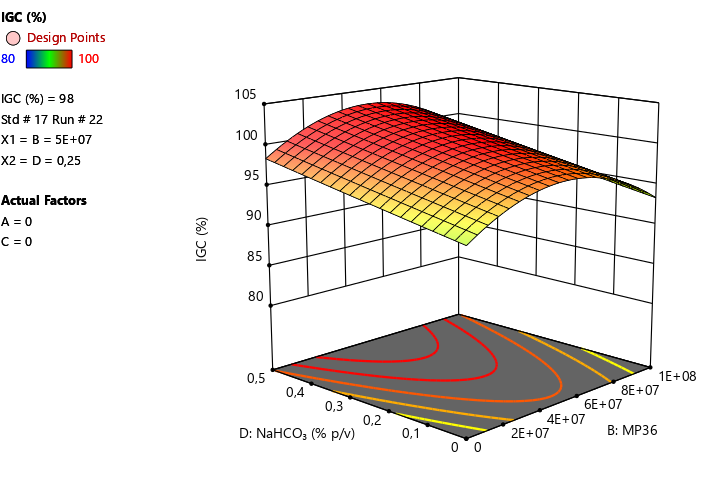 IGC (%)
Design Points
80 100
IGC (%) = 98
Std # 17 Run # 22
X1 = B = 5E+07
X2 = D = 0,25
Actual Factors
A = 0
C = 0
105
100
95
90
85
80
IGC (%)
0,5
0,4
0,3
0,2
0,1
0
D: NaHCO₃ (% p/v)
0
2E+07
4E+07
6E+07
8E+07
1E+08
B: MP36